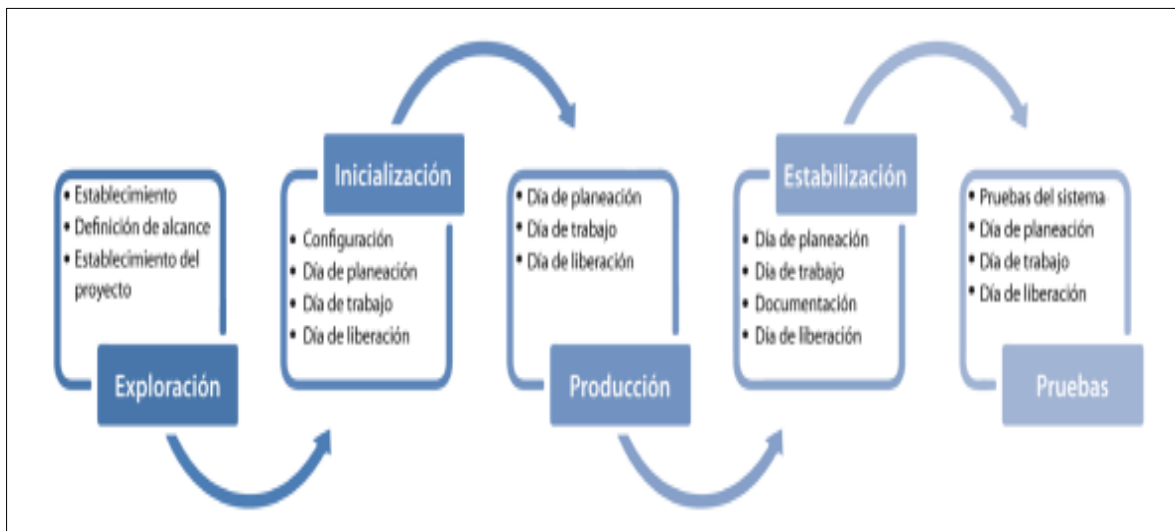 • Establecimiento
• Definición de alcance
• Establecimiento del
proyecto
Exploración
Inicialización
• Configuración
• Día de planeación
• Día de trabajo
• Día de liberación
• Día de planeación
• Día de trabajo
• Día de liberación
Producción
Estabilización
• Día de planeación
• Día de trabajo
• Documentación
• Día de liberación
• Pruebas del sistema
• Día de planeación
• Día de trabajo
• Día de liberación
Pruebas